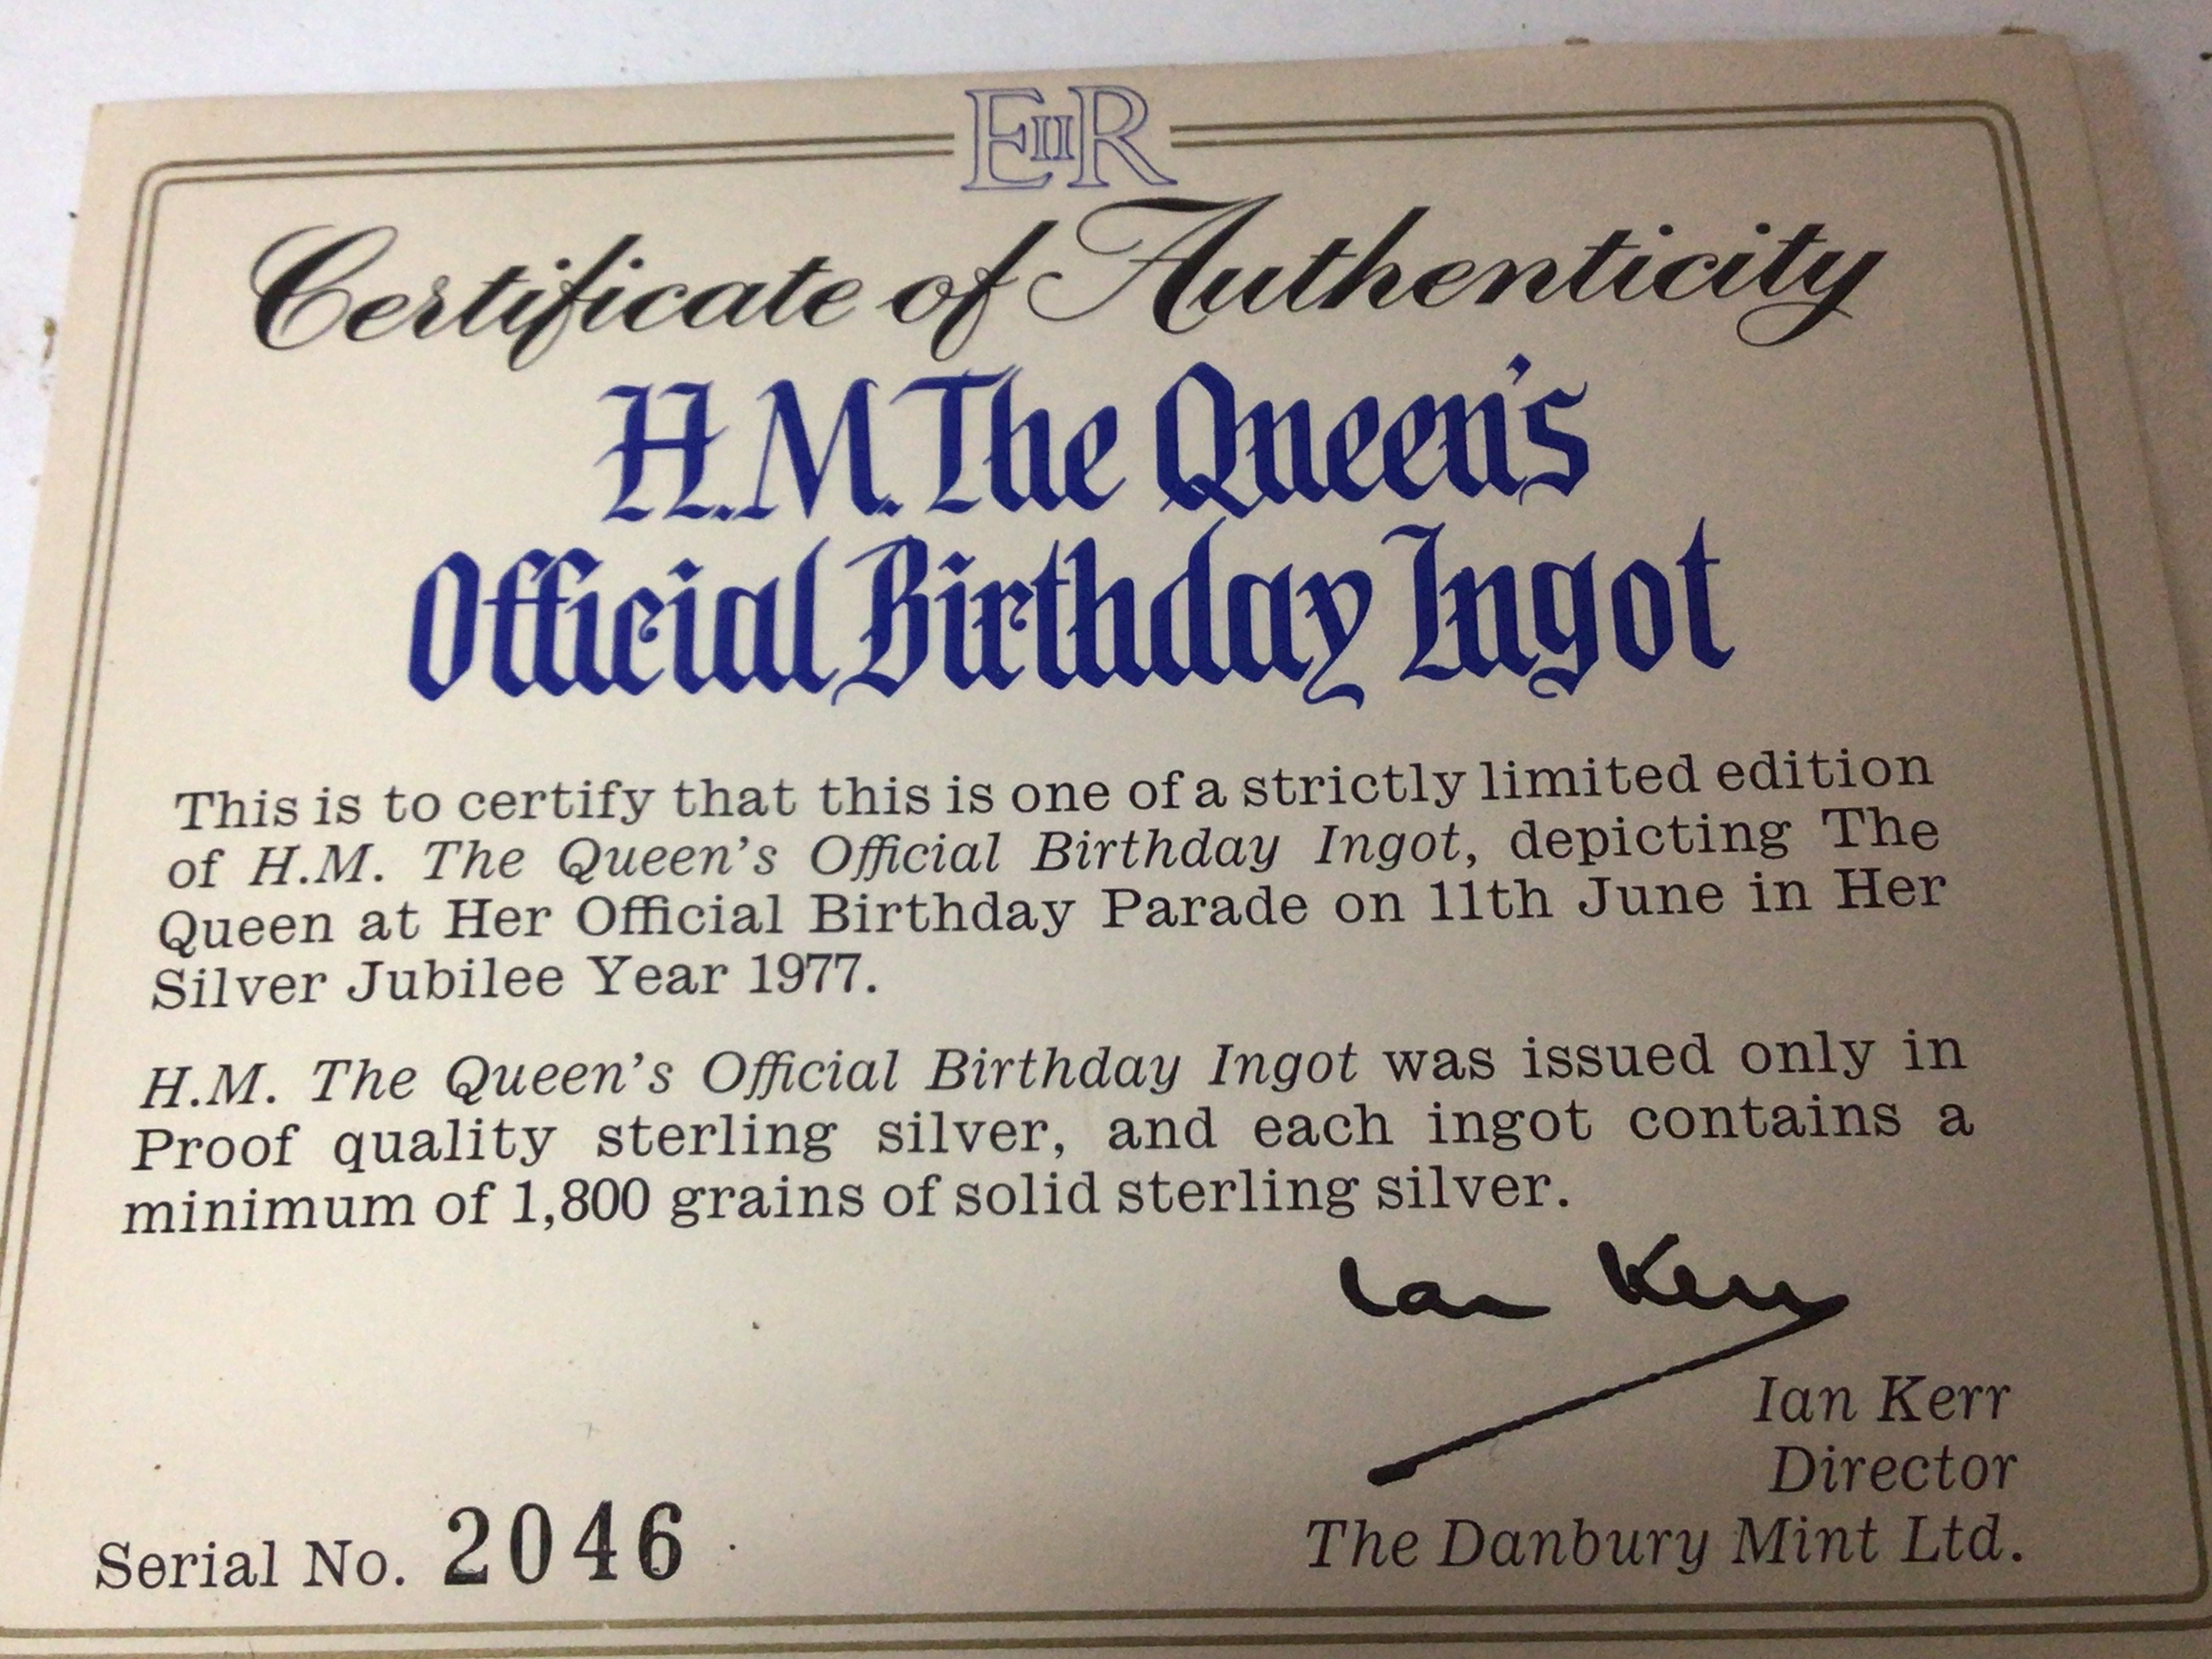 EIIR
Certificate of Authenticity
H.M. The Queen's
Official Birthday Ingot
This is to certify that this is one of a strictly limited edition
of H.M. The Queen's Official Birthday Ingot, depicting The
Queen at Her Official Birthday Parade on 11th June in Her
Silver Jubilee Year 1977.
H.M. The Queen's Official Birthday Ingot was issued only in
Proof quality sterling silver, and each ingot contains a
minimum of 1,800 grains of solid sterling silver.
Ian Kerr
Ian Kerr
Director
The Danbury Mint Ltd.
Serial No. 2046